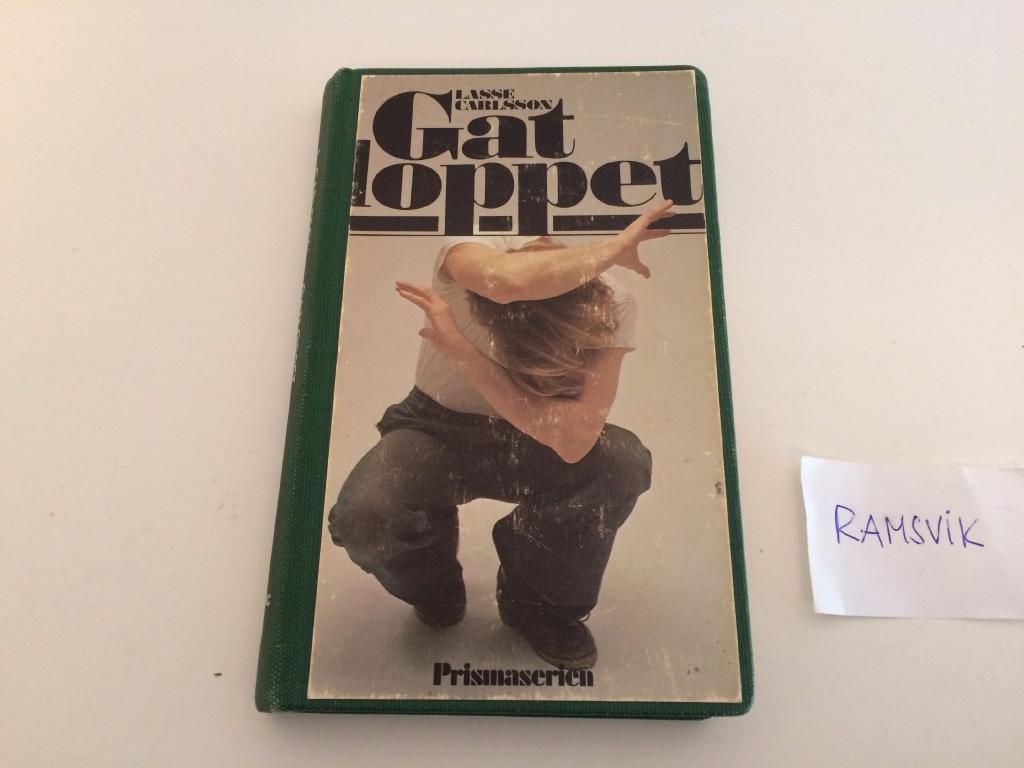 LASSE
CARLSSON
Gat
loppet
Prismaserien
RAMSVIK